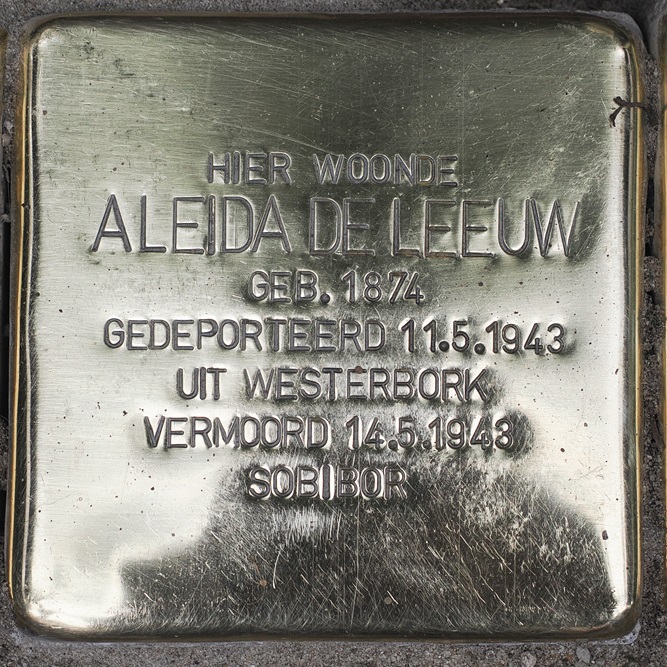 HIER WOONDE
ALEIDA DE LEEUW
GEB. 1874
GEDEPORTEERD 11.5.1943
UIT WESTERBORK
VERMOORD 14.5.1943
SOBIBOR